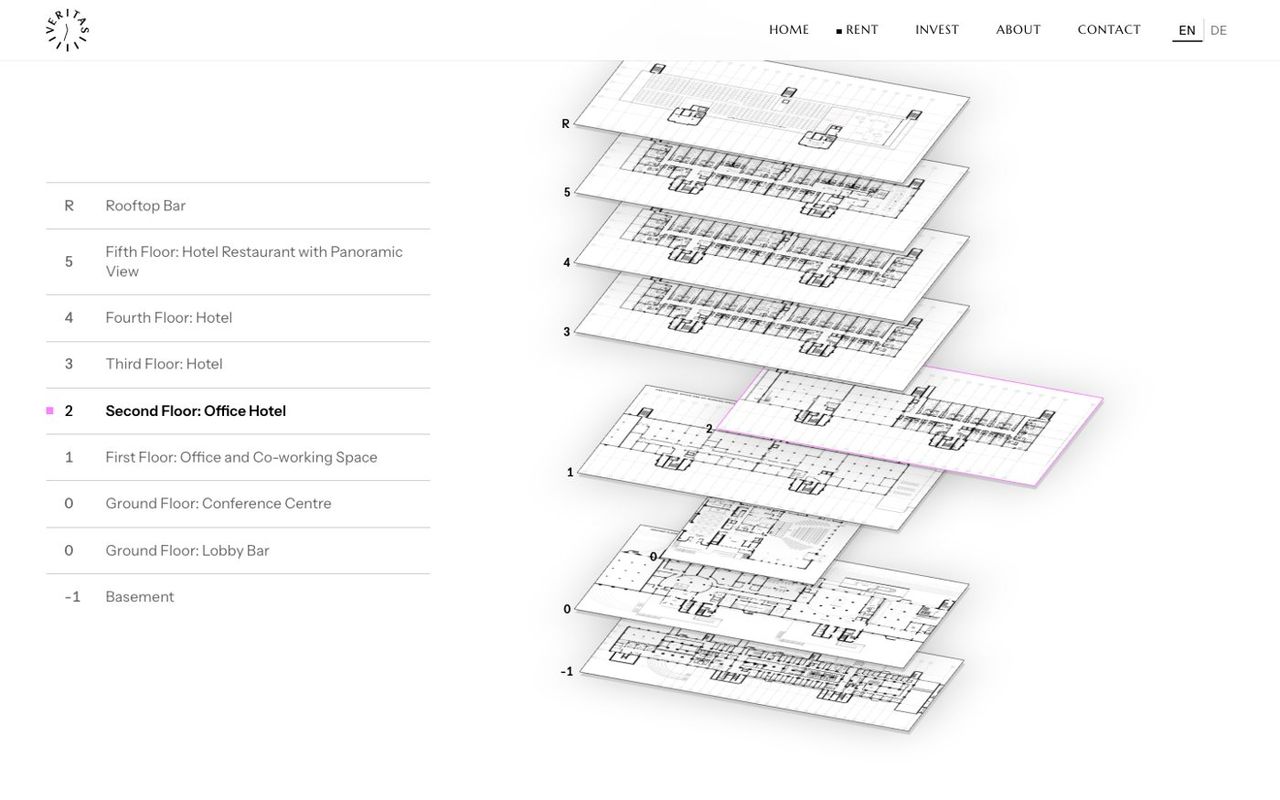 VERITAS
HOME
RENT
INVEST
ABOUT
CONTACT
EN
DE
R Rooftop Bar
5 Fifth Floor: Hotel Restaurant with Panoramic
View
4 Fourth Floor: Hotel
3 Third Floor: Hotel
2 Second Floor: Office Hotel
1 First Floor: Office and Co-working Space
0 Ground Floor: Conference Centre
0 Ground Floor: Lobby Bar
-1 Basement
R
5
4
3
2
1
0
0
-1